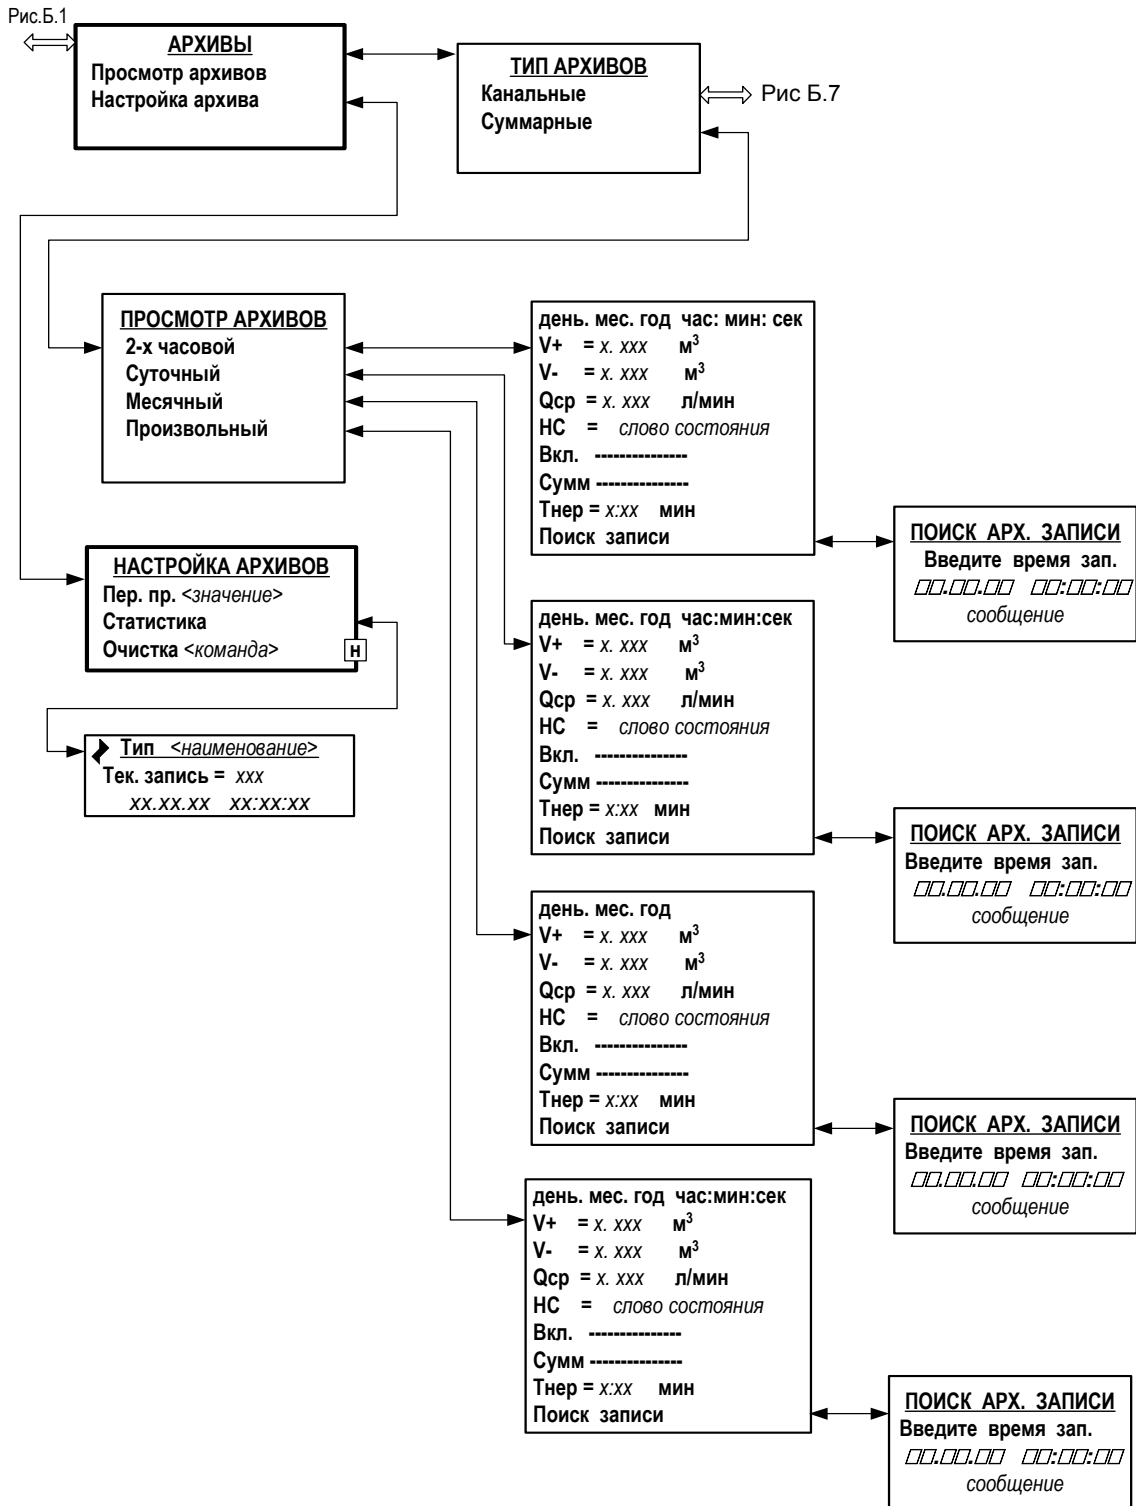 Рис.Б.1
АРХИВЫ
Просмотр архивов
Настройка архива
ТИП АРХИВОВ
Канальные
Суммарные
Рис Б.7
ПРОСМОТР АРХИВОВ
2-х часовой
Суточный
Месячный
Произвольный
день. мес. год час: мин: сек
V+ = x. xxx м³
V- = x. xxx м³
Qср = x. xxx л/мин
НС = слово состояния
Вкл. ---------------
Сумм ---------------
Тнер = x:xx мин
Поиск записи
ПОИСК АРХ. ЗАПИСИ
Введите время зап.
00.00.00 00:00:00
сообщение
НАСТРОЙКА АРХИВОВ
Пер. пр. <значение>
Статистика
Очистка <команда>
Н
Тип <наименование>
Тек. запись = xxx
xx.xx.xx xx:xx:xx
день. мес. год час:мин:сек
V+ = x. xxx м³
V- = x. xxx м³
Qср = x. xxx л/мин
НС = слово состояния
Вкл. ---------------
Сумм ---------------
Тнер = x:xx мин
Поиск записи
ПОИСК АРХ. ЗАПИСИ
Введите время зап.
00.00.00 00:00:00
сообщение
день. мес. год
V+ = x. xxx м³
V- = x. xxx м³
Qср = x. xxx л/мин
НС = слово состояния
Вкл. ---------------
Сумм ---------------
Тнер = x:xx мин
Поиск записи
ПОИСК АРХ. ЗАПИСИ
Введите время зап.
00.00.00 00:00:00
сообщение
день. мес. год час:мин:сек
V+ = x. xxx м³
V- = x. xxx м³
Qср = x. xxx л/мин
НС = слово состояния
Вкл. ---------------
Сумм ---------------
Тнер = x:xx мин
Поиск записи
ПОИСК АРХ. ЗАПИСИ
Введите время зап.
00.00.00 00:00:00
сообщение